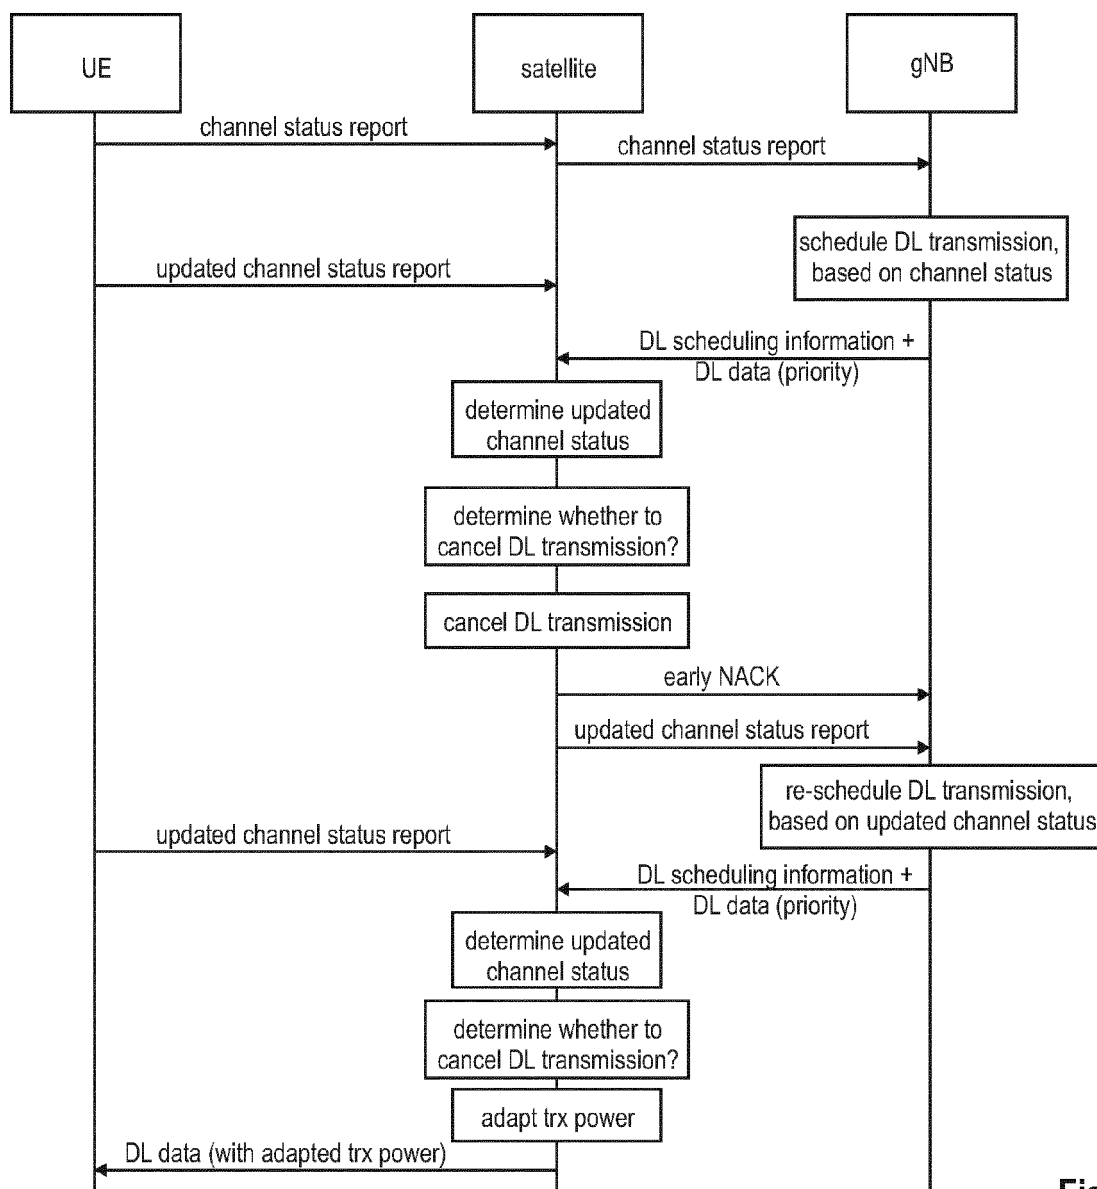 UE
satellite
gNB
channel status report
channel status report
schedule DL transmission,
based on channel status
updated channel status report
DL scheduling information +
DL data (priority)
determine updated
channel status
determine whether to
cancel DL transmission?
cancel DL transmission
early NACK
updated channel status report
re-schedule DL transmission,
based on updated channel status
updated channel status report
DL scheduling information +
DL data (priority)
determine updated
channel status
determine whether to
cancel DL transmission?
adapt trx power
DL data (with adapted trx power)